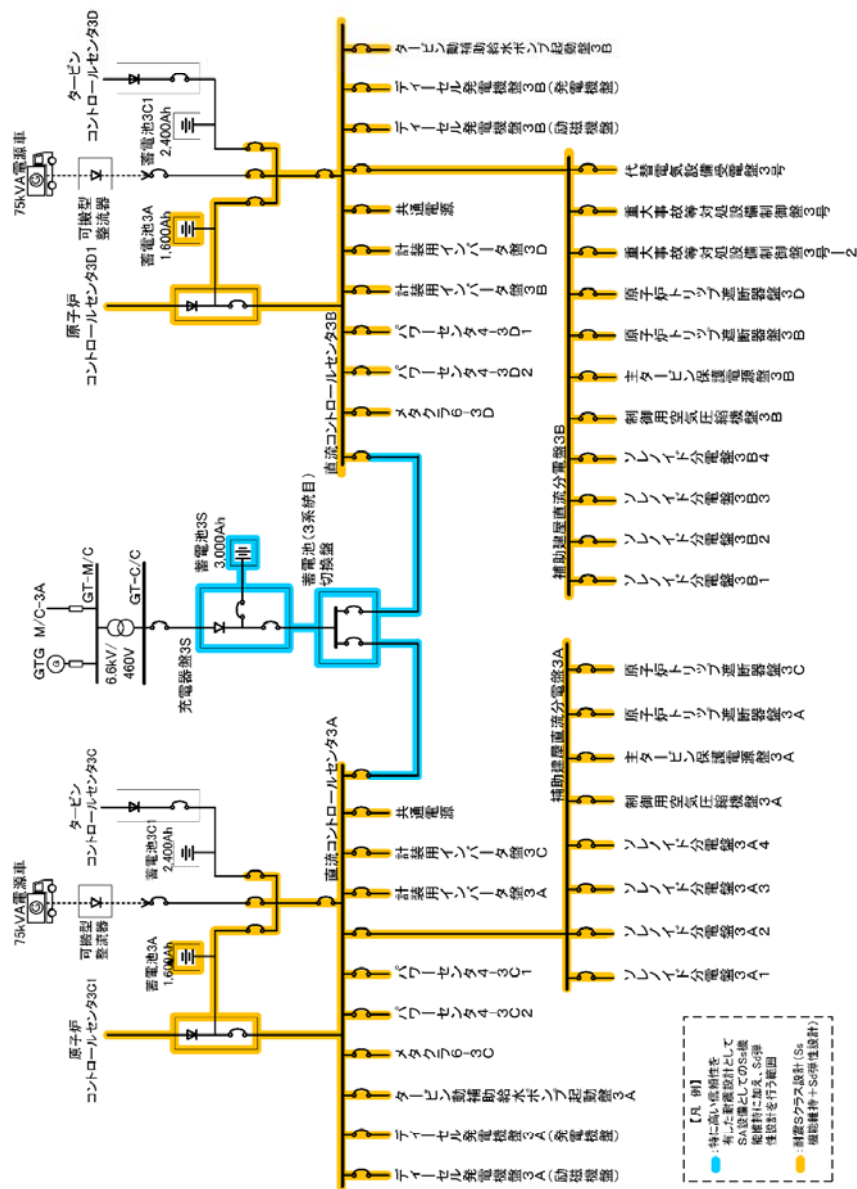 75kVA電源車
可搬型
整流器
原子炉
コントロールセンタ3C1
タービン
コントロールセンタ3C
蓄電池3A
1,600Ah
蓄電池3C1
2,400Ah
直流コントロールセンタ3A
ディーゼル発電機盤3A(励磁機盤)
ディーゼル発電機盤3A(発電機盤)
タービン動補助給水ポンプ起動盤3A
メタクラ6-3C
パワーセンタ4-3C2
パワーセンタ4-3C1
計装用インバータ盤3A
計装用インバータ盤3C
共通電源
GTG
M/C-3A
GT-M/C
6.6kV/
460V
GT-C/C
充電器盤3S
蓄電池3S
3,000Ah
蓄電池(3系統目)
切換盤
75kVA電源車
可搬型
整流器
原子炉
コントロールセンタ3D1
タービン
コントロールセンタ3D
蓄電池3A
1,600Ah
蓄電池3C1
2,400Ah
直流コントロールセンタ3B
メタクラ6-3D
パワーセンタ4-3D2
パワーセンタ4-3D1
計装用インバータ盤3B
計装用インバータ盤3D
共通電源
ディーゼル発電機盤3B(励磁機盤)
ディーゼル発電機盤3B(発電機盤)
タービン動補助給水ポンプ起動盤3B
補助建屋直流分電盤3A
ソレノイド分電盤3A1
ソレノイド分電盤3A2
ソレノイド分電盤3A3
ソレノイド分電盤3A4
制御用空気圧縮機盤3A
主タービン保護電源盤3A
原子炉トリップ遮断器盤3A
原子炉トリップ遮断器盤3C
補助建屋直流分電盤3B
ソレノイド分電盤3B1
ソレノイド分電盤3B2
ソレノイド分電盤3B3
ソレノイド分電盤3B4
制御用空気圧縮機盤3B
主タービン保護電源盤3B
原子炉トリップ遮断器盤3B
原子炉トリップ遮断器盤3D
重大事故等対処設備制御盤3号-2
重大事故等対処設備制御盤3号
代替電気設備受電盤3号
【凡 例】
:特に高い信頼性を
有した耐震設計として
SA設備としてのSs機
能維持に加え、Sd弾
性設計を行う範囲
:耐震Sクラス設計(Ss
機能維持+Sd弾性設計)